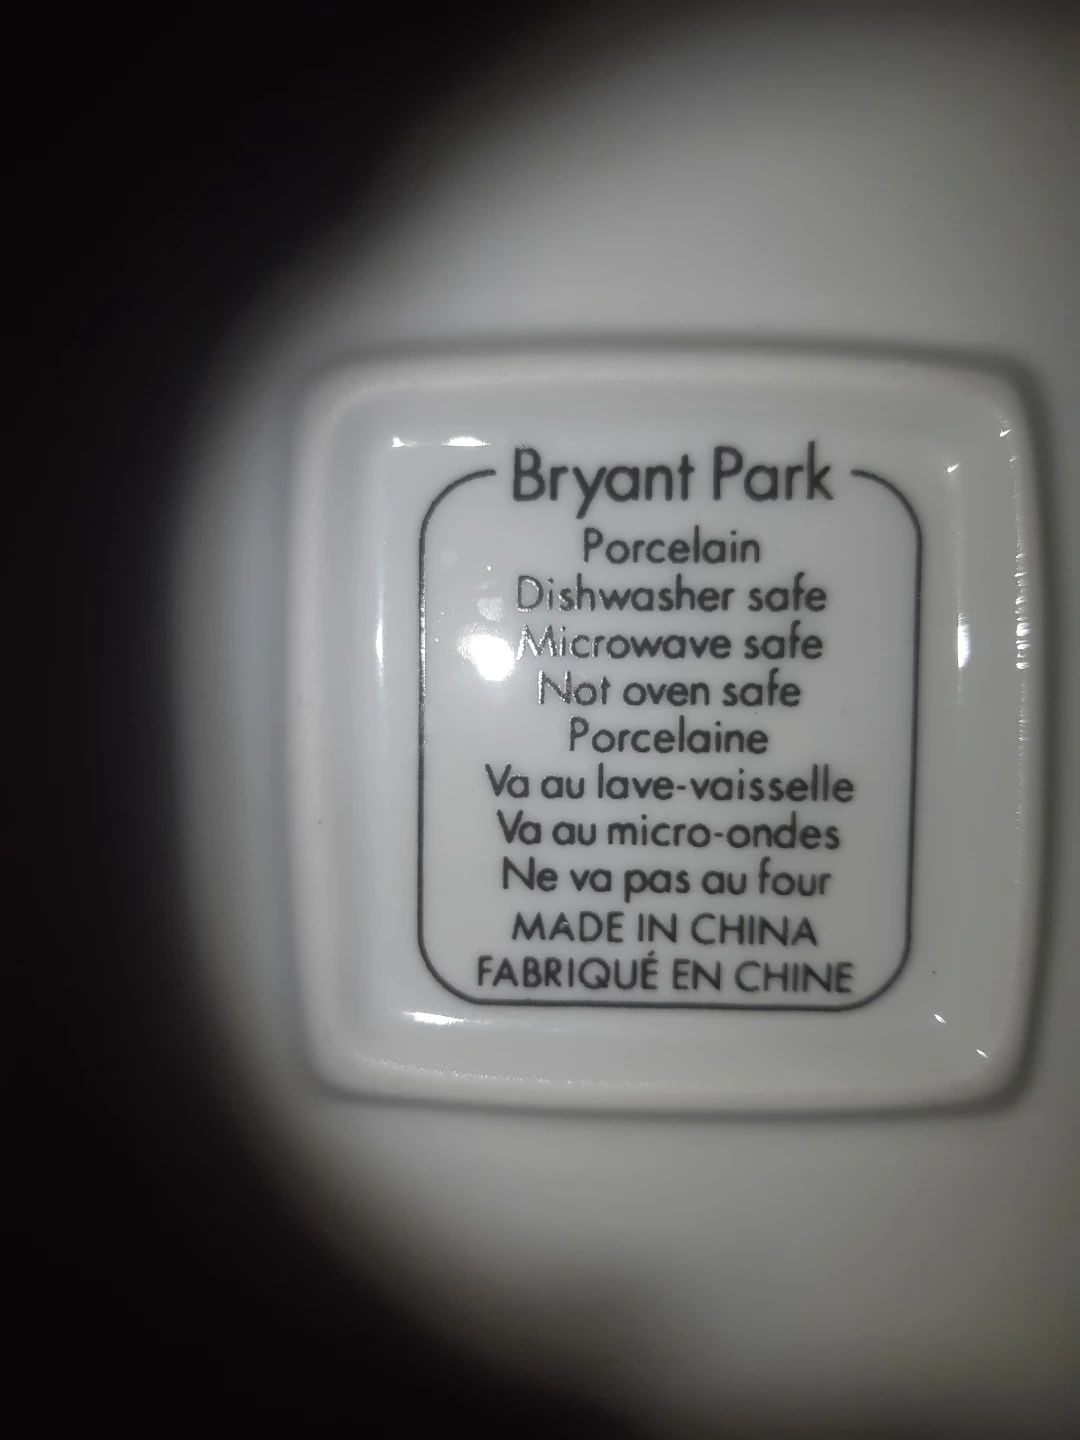 Bryant Park
Porcelain
Dishwasher safe
Microwave safe
Not oven safe
Porcelaine
Va au lave-vaisselle
Va au micro-ondes
Ne va pas au four
MADE IN CHINA
FABRIQUÉ EN CHINE